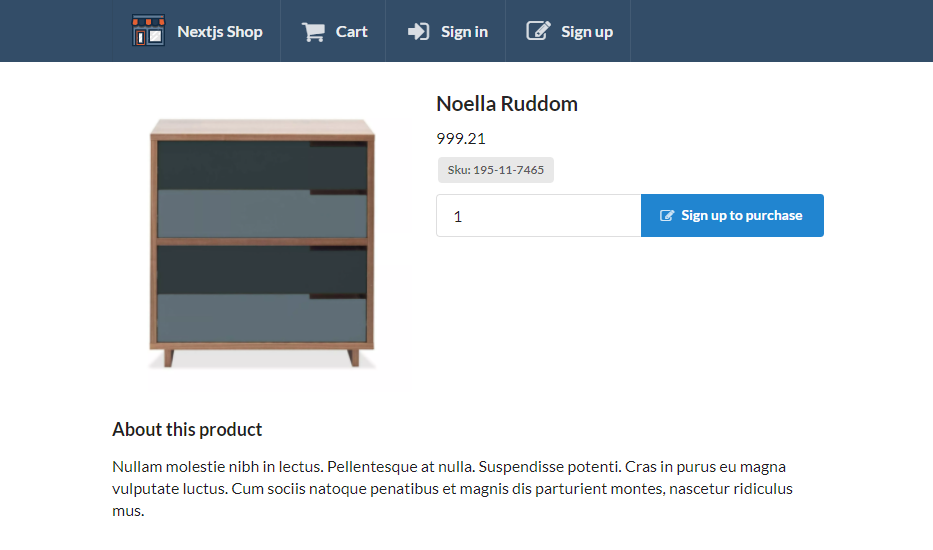 Nextjs Shop
Cart
Sign in
Sign up
Noella Ruddom
999.21
Sku: 195-11-7465
1
Sign up to purchase
About this product
Nullam molestie nibh in lectus. Pellentesque at nulla. Suspendisse potenti. Cras in purus eu magna
vulputate luctus. Cum sociis natoque penatibus et magnis dis parturient montes, nascetur ridiculus
mus.